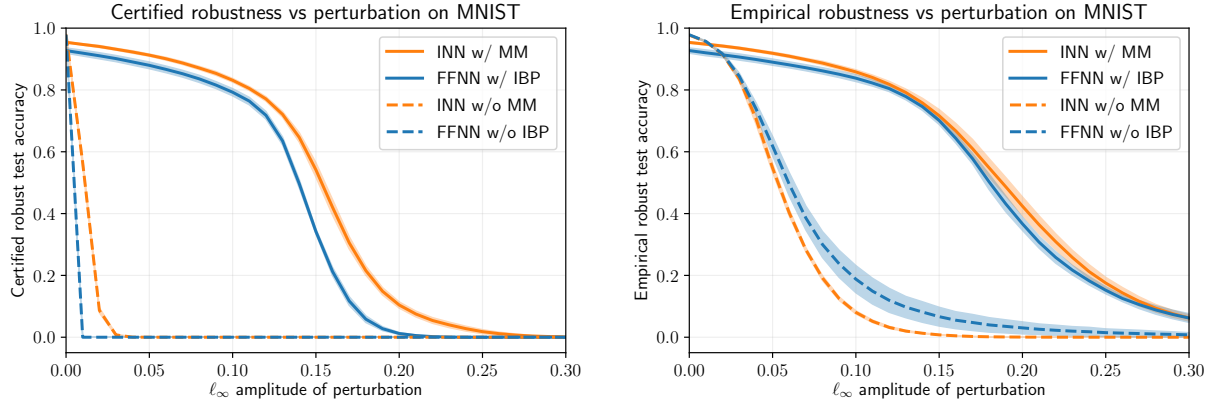 Certified robustness vs perturbation on MNIST
1.0
0.8
0.6
0.4
0.2
0.0
Certified robust test accuracy
INN w/ MM
FFNN w/ IBP
INN w/o MM
FFNN w/o IBP
0.00 0.05 0.10 0.15 0.20 0.25 0.30
ℓ∞ amplitude of perturbation
Empirical robustness vs perturbation on MNIST
1.0
0.8
0.6
0.4
0.2
0.0
Empirical robust test accuracy
INN w/ MM
FFNN w/ IBP
INN w/o MM
FFNN w/o IBP
0.00 0.05 0.10 0.15 0.20 0.25 0.30
ℓ∞ amplitude of perturbation